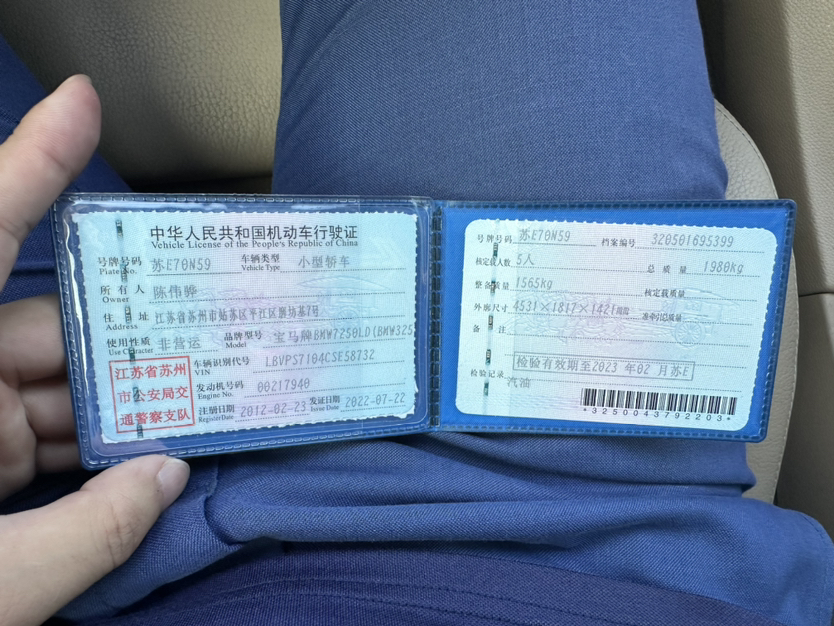 中华人民共和国机动车行驶证
Vehicle License of the People's Republic of China
号牌号码 苏E70N59 车辆类型 小型轿车
Plate No. Vehicle Type
所有人 陈伟骅
Owner
住址 江苏省苏州市姑苏区平江区廟坊基7号
Address
使用性质 非营运 品牌型号 宝马牌BMW7250LD(BMW325
Use Character Model
江苏省苏州
市公安局交
通警察支队
车辆识别代号 LBVPS7104CSE58732
VIN
发动机号码 00217940
Engine No.
注册日期 2012-02-23 发证日期 2022-07-22
Register Date Issue Date
号牌号码 苏E70N59 档案编号 320501695399
核定载人数 5人 总质量 1980kg
整备质量 1565kg 核定载质量
外廓尺寸 4531×1817×1421 准牵引总质量
备注
检验有效期至2023年02月苏E
检验记录
汽油
*3250043792203*